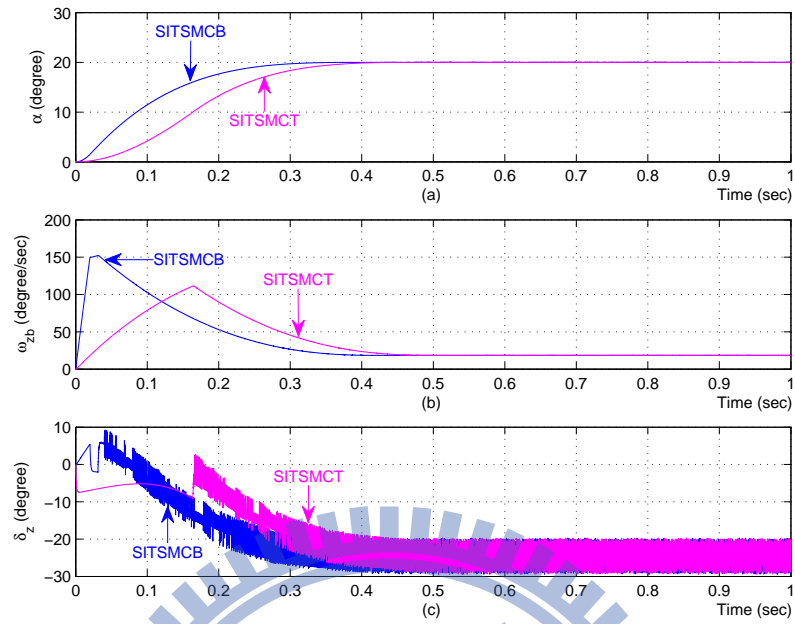 30
20
10
0
α (degree)
SITSMCB
SITSMCT
0 0.1 0.2 0.3 0.4 0.5 0.6 0.7 0.8 0.9 1
(a)
Time (sec)
200
150
100
50
0
ω_zb (degree/sec)
SITSMCB
SITSMCT
0 0.1 0.2 0.3 0.4 0.5 0.6 0.7 0.8 0.9 1
(b)
Time (sec)
10
0
−10
−20
−30
δ_z (degree)
SITSMCT
SITSMCB
0 0.1 0.2 0.3 0.4 0.5 0.6 0.7 0.8 0.9 1
(c)
Time (sec)